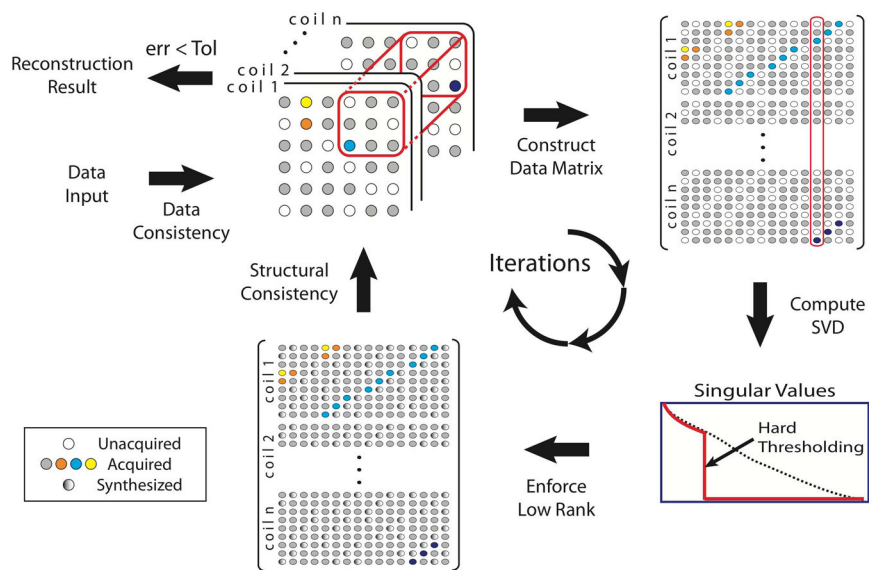 coil n
err < Tol
Reconstruction
Result
coil 2
coil 1
Construct
Data Matrix
coil 1
coil 2
coil n
Data
Input
Data
Consistency
Structural
Consistency
Iterations
Compute
SVD
coil 1
coil 2
coil n
Singular Values
Hard
Thresholding
Enforce
Low Rank
Unacquired
Acquired
Synthesized